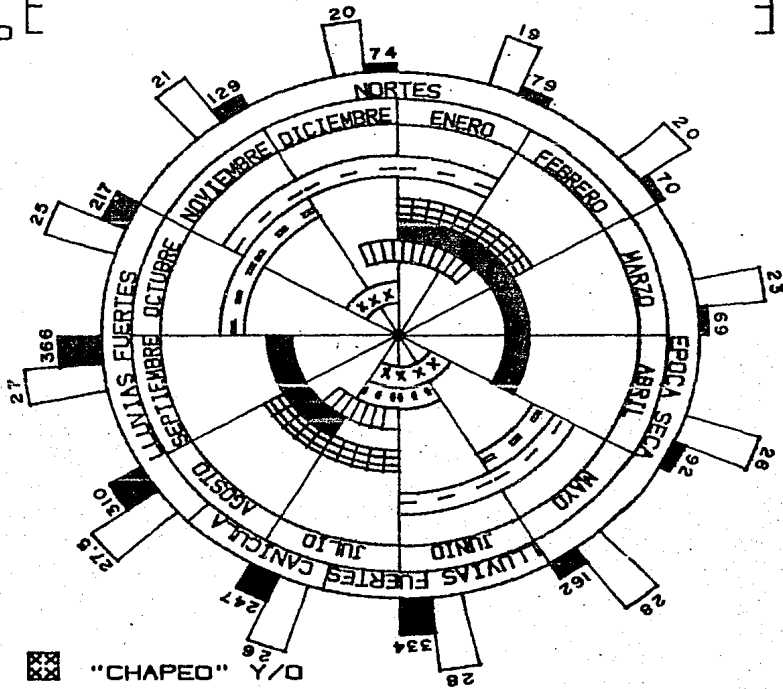 NORTES
EPOCA SECA
LLUVIAS FUERTES
CANICULA
LLUVIAS FUERTES
ENERO
FEBRERO
MARZO
ABRIL
MAYO
JUNIO
JULIO
AGOSTO
SEPTIEMBRE
OCTUBRE
NOVIEMBRE
DICIEMBRE
19 79
20 70
23 69
26 92
28 162
28 334
26 247
27.5 310
27 366
25 217
21 129
20 74
"CHAPEO" Y/O